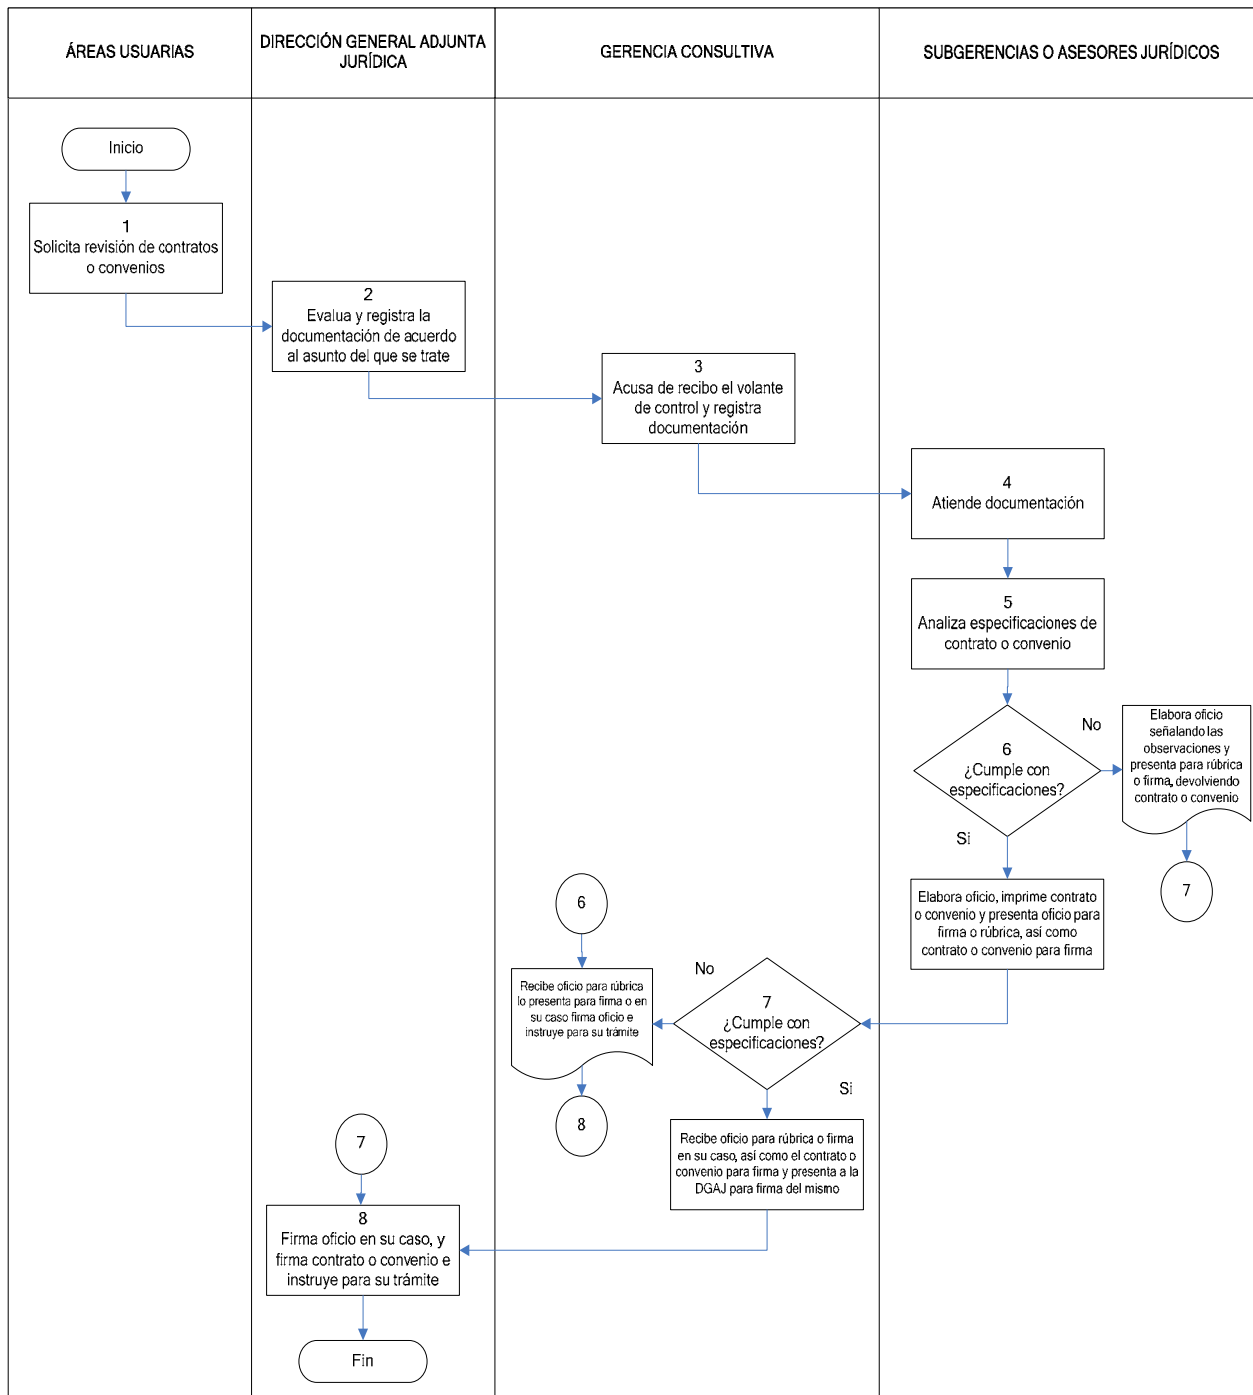 ÁREAS USUARIAS
DIRECCIÓN GENERAL ADJUNTA
JURÍDICA
GERENCIA CONSULTIVA
SUBGERENCIAS O ASESORES JURÍDICOS
Inicio
1
Solicita revisión de contratos
o convenios
2
Evalua y registra la
documentación de acuerdo
al asunto del que se trate
3
Acusa de recibo el volante
de control y registra
documentación
4
Atiende documentación
5
Analiza especificaciones de
contrato o convenio
6
¿Cumple con
especificaciones?
No
Elabora oficio
señalando las
observaciones y
presenta para rúbrica
o firma, devolviendo
contrato o convenio
7
Si
Elabora oficio, imprime contrato
o convenio y presenta oficio para
firma o rúbrica, así como
contrato o convenio para firma
7
¿Cumple con
especificaciones?
No
6
Recibe oficio para rúbrica
lo presenta para firma o en
su caso firma oficio e
instruye para su trámite
8
Si
Recibe oficio para rúbrica o firma
en su caso, así como el contrato o
convenio para firma y presenta a la
DGAJ para firma del mismo
7
8
Firma oficio en su caso, y
firma contrato o convenio e
instruye para su trámite
Fin